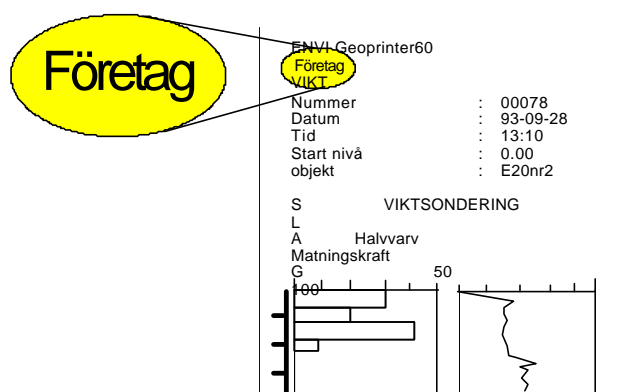 Företag
ENVI Geoprinter60
Företag
VIKT
Nummer : 00078
Datum : 93-09-28
Tid : 13:10
Start nivå : 0.00
objekt : E20nr2
S VIKTSONDERING
L
A Halvvarv
Matningskraft
G 50
100